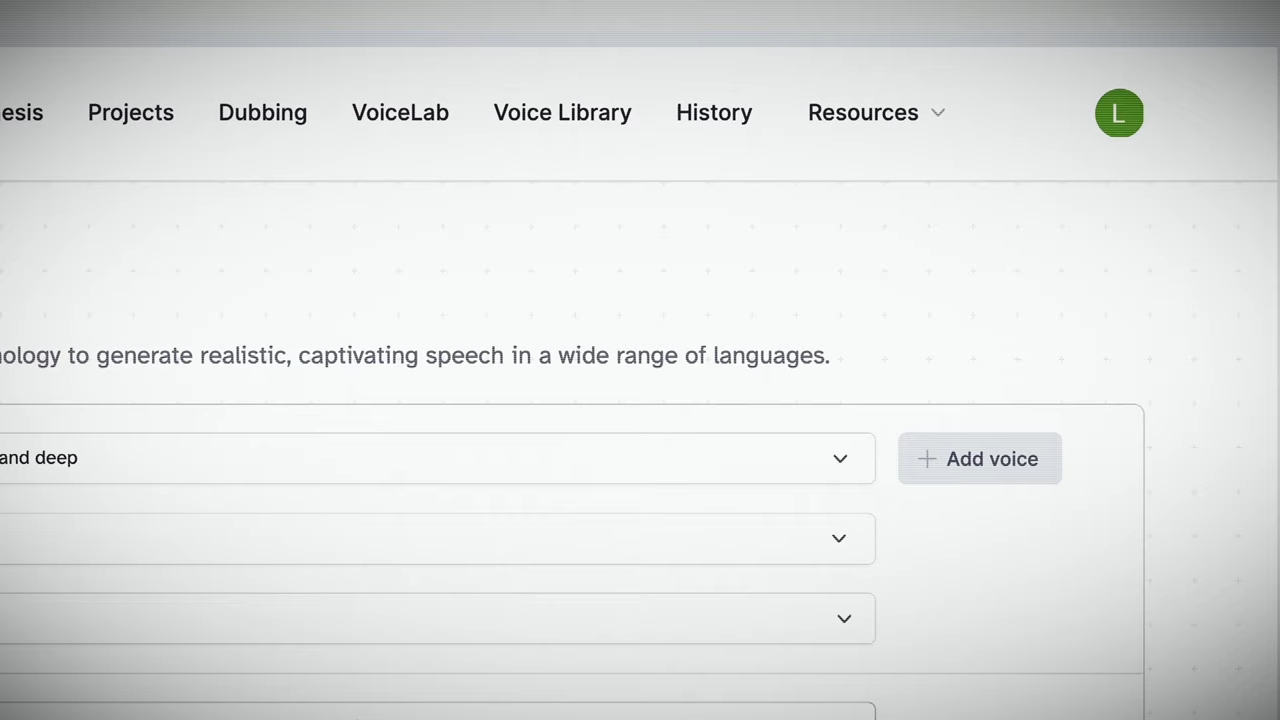 esis Projects Dubbing VoiceLab Voice Library History Resources L
nology to generate realistic, captivating speech in a wide range of languages.
and deep
Add voice